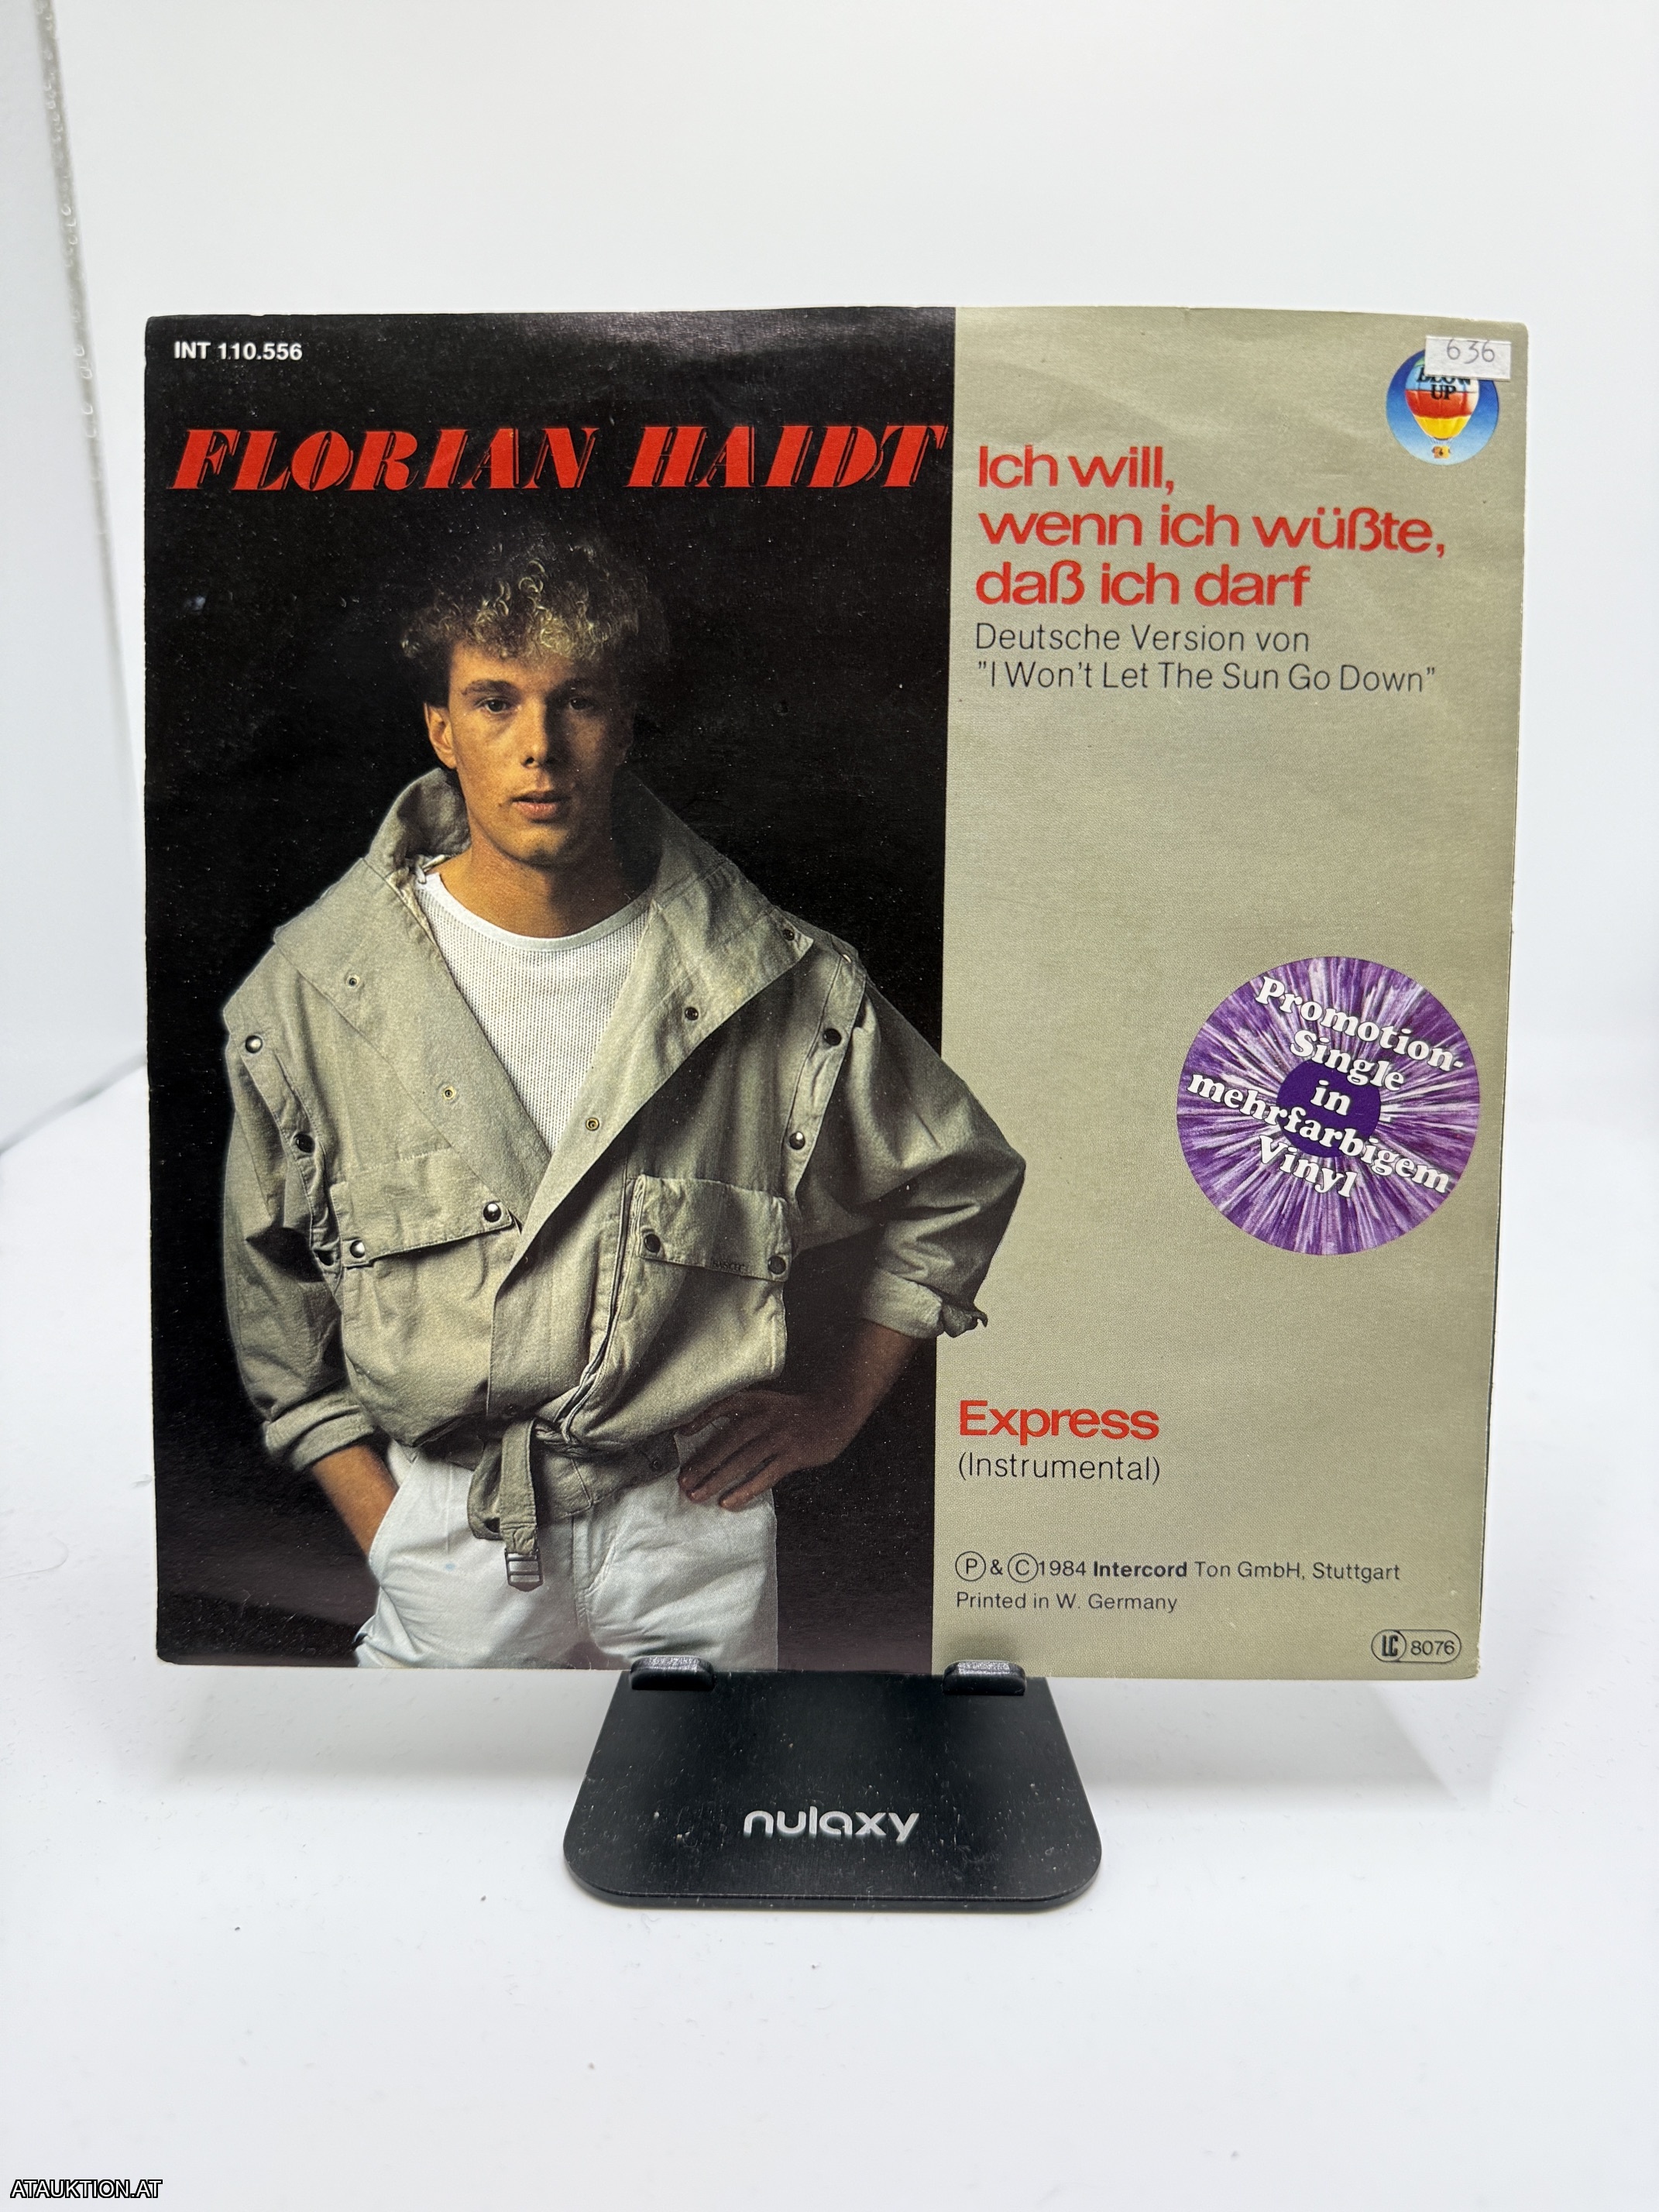 INT 110.556
FLORIAN HAIDT
636
BLOW
UP
Ich will,
wenn ich wüßte,
daß ich darf
Deutsche Version von
"I Won't Let The Sun Go Down"
Promotion-
Single
in
mehrfarbigem
Vinyl
Express
(Instrumental)
Ⓟ & Ⓒ 1984 Intercord Ton GmbH, Stuttgart
Printed in W. Germany
LC 8076
nulaxy
ATAUKTION.AT